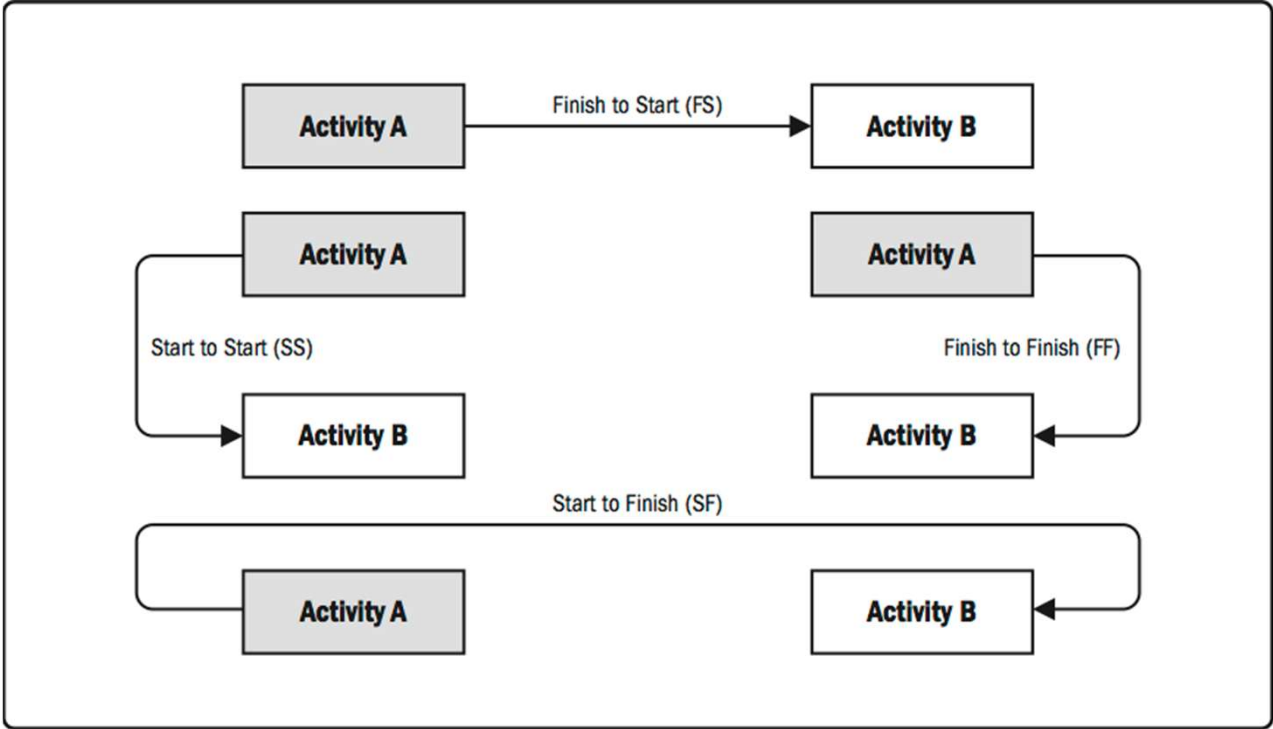 Finish to Start (FS)
Activity A
Activity B
Activity A
Activity A
Start to Start (SS)
Finish to Finish (FF)
Activity B
Activity B
Start to Finish (SF)
Activity A
Activity B